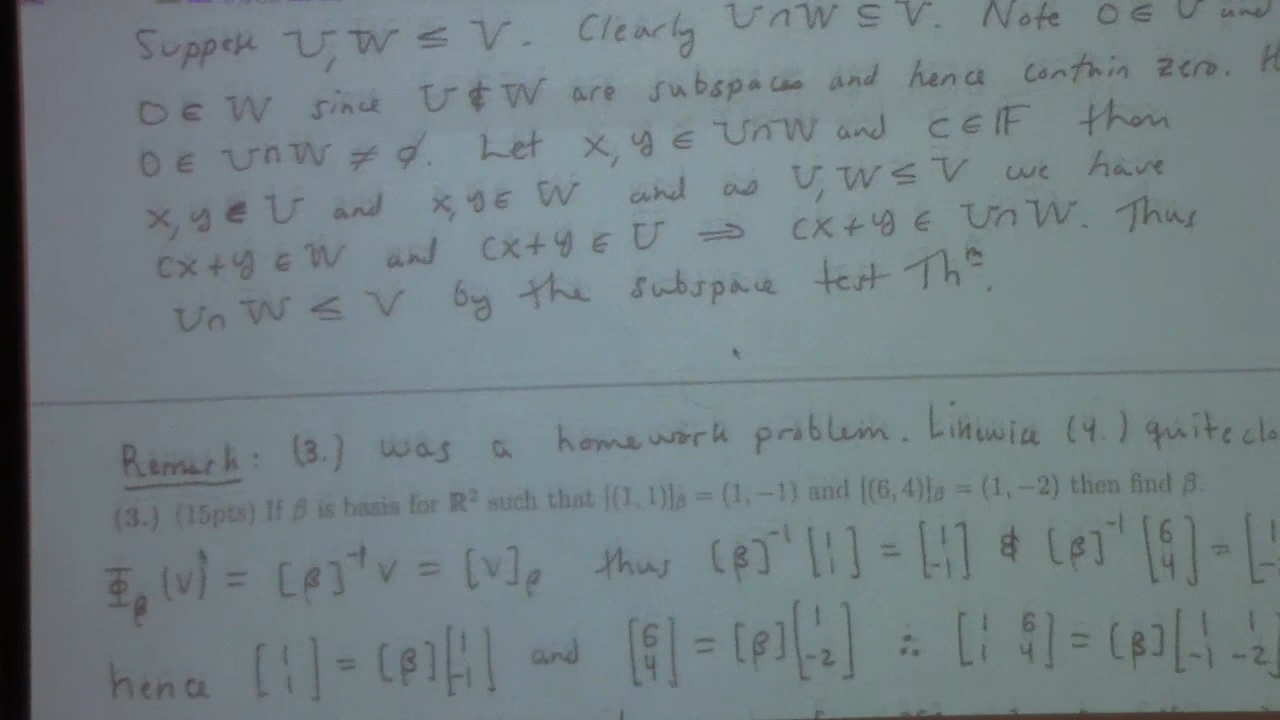 Suppose U, W ≤ V. Clearly U∩W ⊆ V. Note 0 ∈ U and
0 ∈ W since U & W are subspaces and hence contain zero. H
0 ∈ U∩W ≠ ∅. Let x, y ∈ U∩W and c ∈ 𝔽 then
x, y ∈ U and x, y ∈ W and as U, W ≤ V we have
cx+y ∈ W and cx+y ∈ U ⇒ cx+y ∈ U∩W. Thus
U∩W ≤ V by the subspace test Thᵐ.
Remark: (3.) was a homework problem. Likewise (4.) quite clo
(3.) (15pts) If β is basis for ℝ² such that [(1, 1)]β = (1, −1) and [(6, 4)]β = (1, −2) then find β.
Φβ(v) = [β]⁻¹v = [v]β thus [β]⁻¹[1 1] = [1 -1] & [β]⁻¹[6 4] = [1 -
hence [1 1] = [β][1 -1] and [6 4] = [β][1 -2] ∴ [1 6 1 4] = [β][1 1 -1 -2]